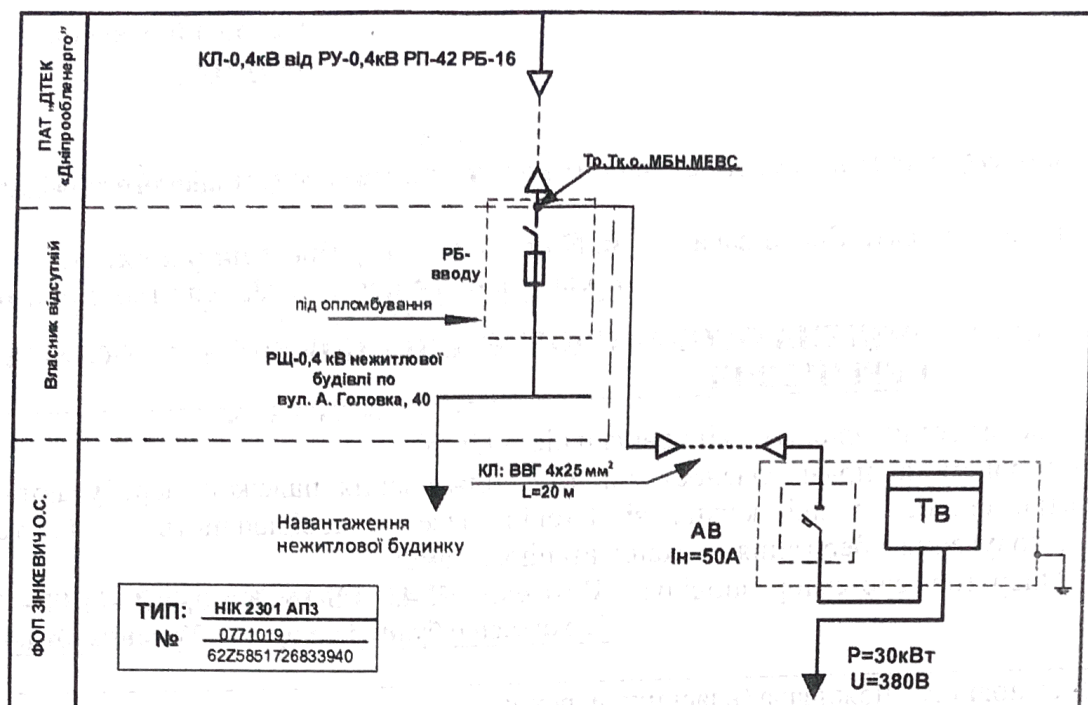 ПАТ „ДТЕК
«Дніпрообленерго"
КЛ-0,4кВ від РУ-0,4кВ РП-42 РБ-16
Тр,Тк.о.,МБН,МЕВС
Власник відсутній
РБ-
вводу
під опломбування
РЩ-0,4 кВ нежитлової
будівлі по
вул. А. Головка, 40
ФОП ЗІНКЕВИЧ О.С.
КЛ: ВВГ 4х25 мм²
L=20 м
Навантаження
нежитлової будинку
АВ
Ін=50А
Тв
ТИП: НІК 2301 АП3
№ 0771019
62Z5851726833940
Р=30кВт
U=380В